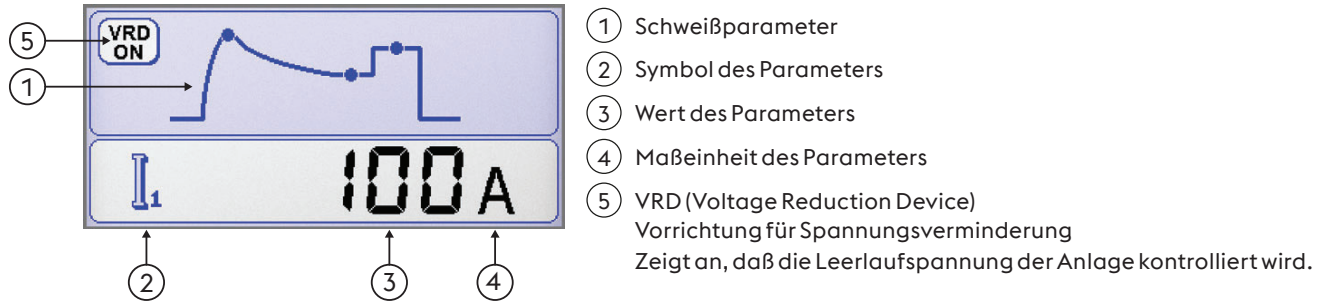 VRD
ON
5
1
I1
100 A
2
3
4
1 Schweißparameter
2 Symbol des Parameters
3 Wert des Parameters
4 Maßeinheit des Parameters
5 VRD (Voltage Reduction Device)
Vorrichtung für Spannungsverminderung
Zeigt an, daß die Leerlaufspannung der Anlage kontrolliert wird.